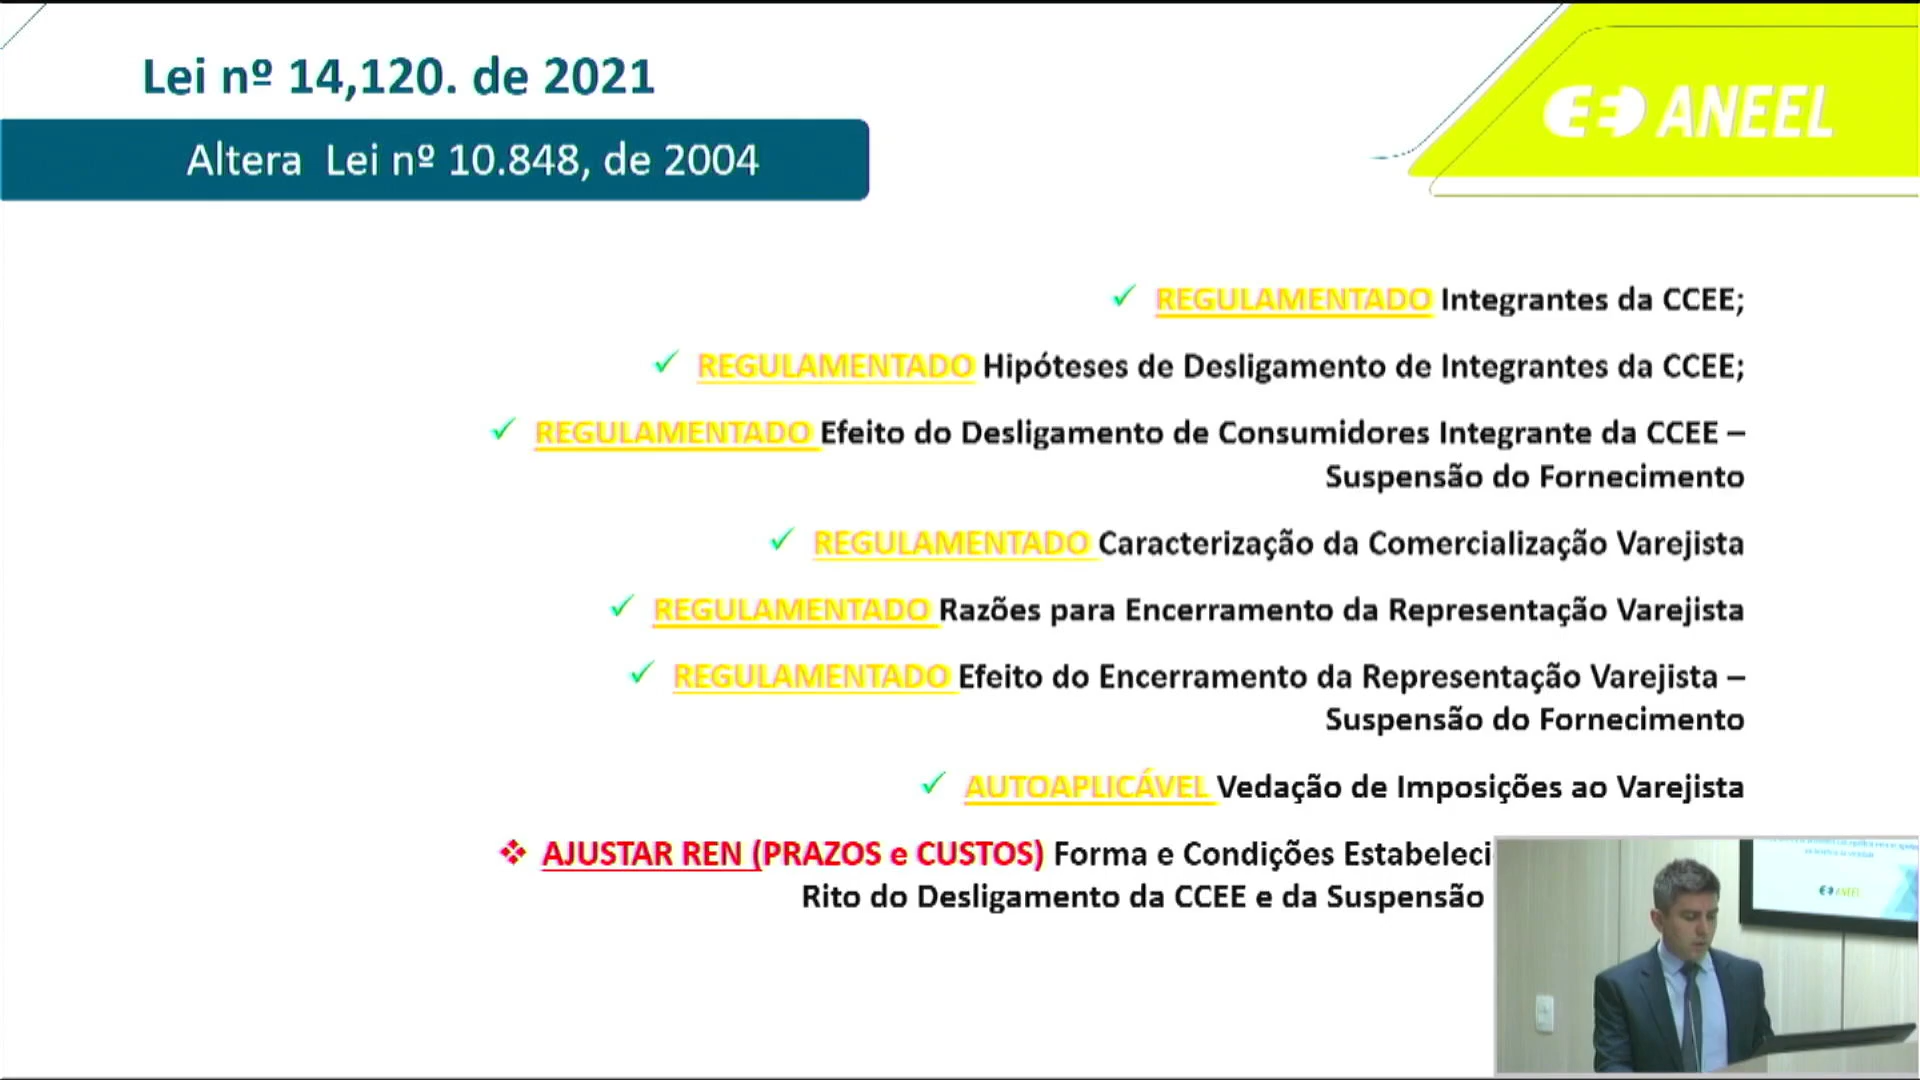 Lei nº 14,120. de 2021
ANEEL
Altera Lei nº 10.848, de 2004
✓ REGULAMENTADO Integrantes da CCEE;
✓ REGULAMENTADO Hipóteses de Desligamento de Integrantes da CCEE;
✓ REGULAMENTADO Efeito do Desligamento de Consumidores Integrante da CCEE –
Suspensão do Fornecimento
✓ REGULAMENTADO Caracterização da Comercialização Varejista
✓ REGULAMENTADO Razões para Encerramento da Representação Varejista
✓ REGULAMENTADO Efeito do Encerramento da Representação Varejista –
Suspensão do Fornecimento
✓ AUTOAPLICÁVEL Vedação de Imposições ao Varejista
❖ AJUSTAR REN (PRAZOS e CUSTOS) Forma e Condições Estabeleci
Rito do Desligamento da CCEE e da Suspensão
ANEEL